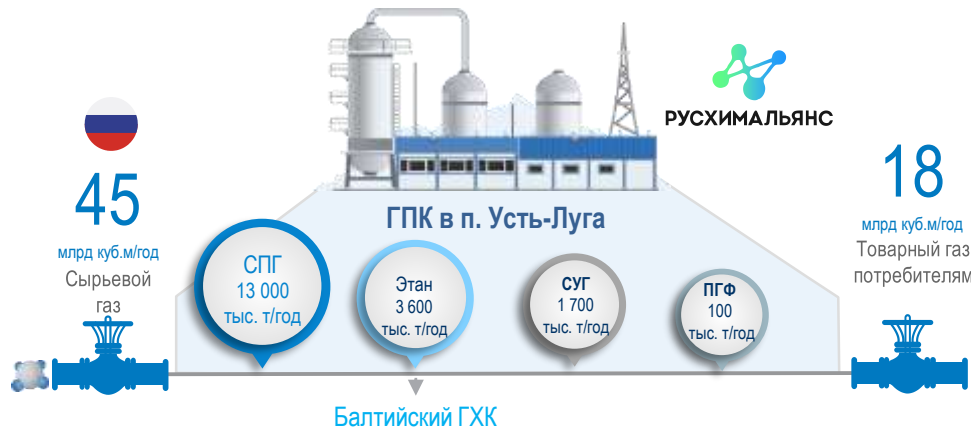 РУСХИМАЛЬЯНС
45
млрд куб.м/год
Сырьевой
газ
18
млрд куб.м/год
Товарный газ
потребителям
ГПК в п. Усть-Луга
СПГ
13 000
тыс. т/год
Этан
3 600
тыс. т/год
СУГ
1 700
тыс. т/год
ПГФ
100
тыс. т/год
Балтийский ГХК